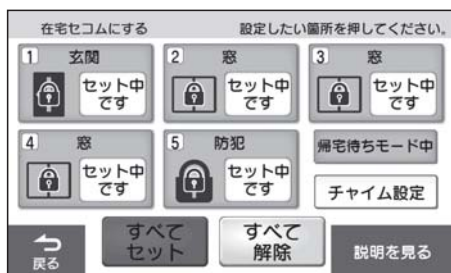 在宅セコムにする
設定したい箇所を押してください。
1 玄関
セット中
です
2 窓
セット中
です
3 窓
セット中
です
4 窓
セット中
です
5 防犯
セット中
です
帰宅待ちモード中
チャイム設定
戻る
すべて
セット
すべて
解除
説明を見る